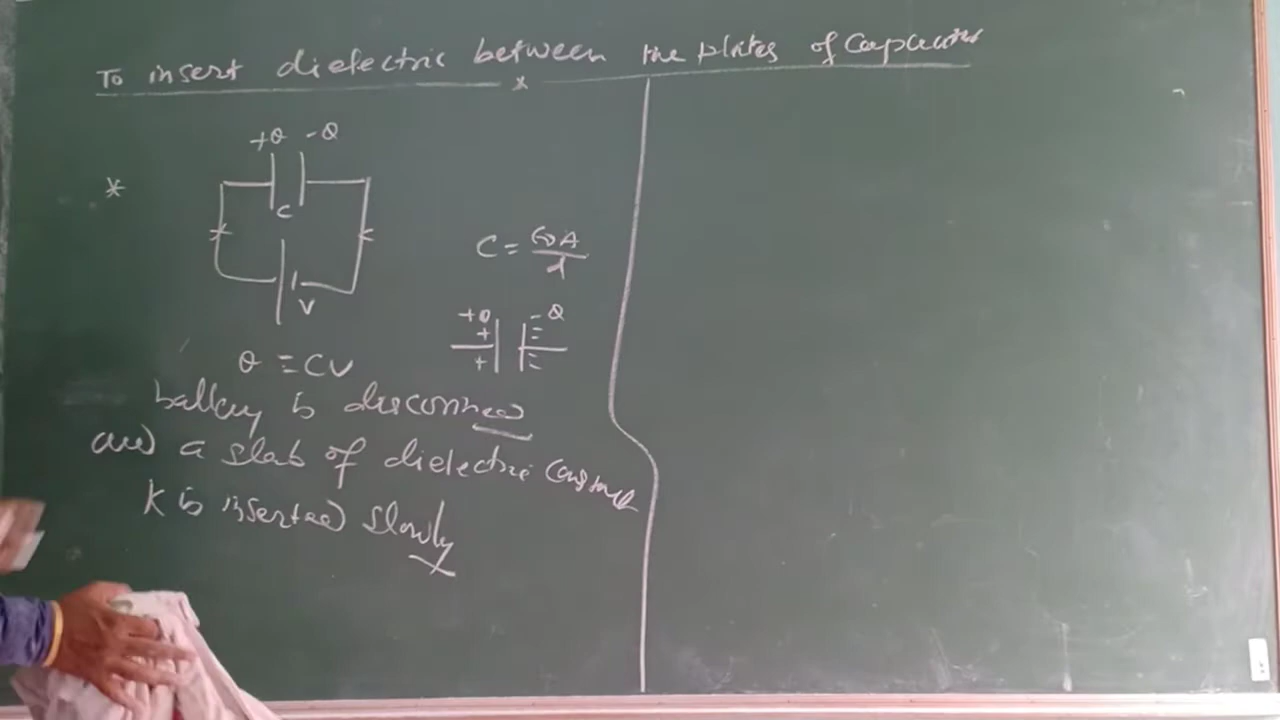 To insert dielectric between the plates of Capacitor
*
+Q -Q
C
V
C = ε0A/d
+Q -Q
+ =
+ =
Q = CV
battery is disconnected
and a slab of dielectric constant
K is inserted slowly